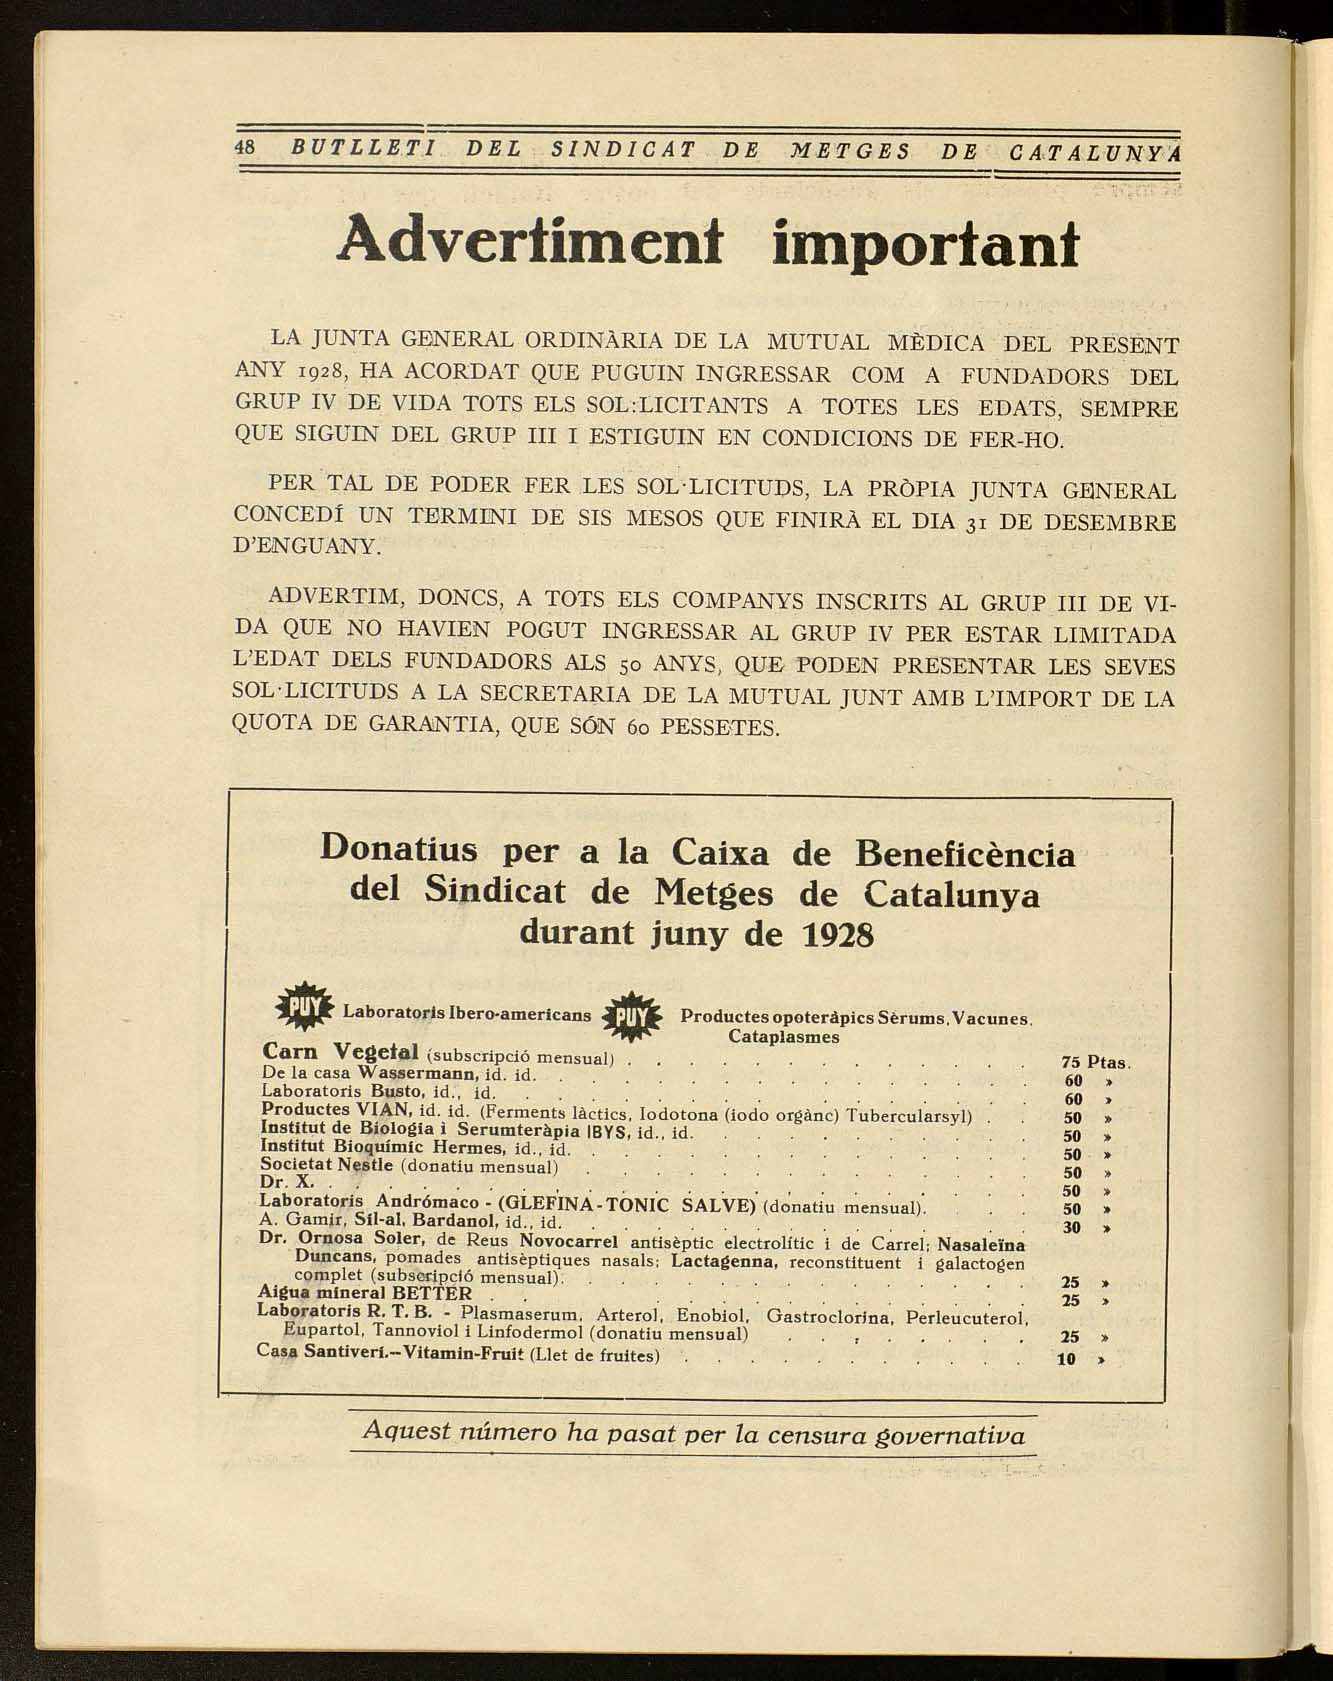 48 BUTLLETI DEL SINDICAT DE METGES DE CATALUNYA
Advertiment important
LA JUNTA GENERAL ORDINÀRIA DE LA MUTUAL MÈDICA DEL PRESENT
ANY 1928, HA ACORDAT QUE PUGUIN INGRESSAR COM A FUNDADORS DEL
GRUP IV DE VIDA TOTS ELS SOL:LICITANTS A TOTES LES EDATS, SEMPRE
QUE SIGUIN DEL GRUP III I ESTIGUIN EN CONDICIONS DE FER-HO.
PER TAL DE PODER FER LES SOL·LICITUDS, LA PRÒPIA JUNTA GENERAL
CONCEDÍ UN TERMINI DE SIS MESOS QUE FINIRÀ EL DIA 31 DE DESEMBRE
D'ENGUANY.
ADVERTIM, DONCS, A TOTS ELS COMPANYS INSCRITS AL GRUP III DE VI-
DA QUE NO HAVIEN POGUT INGRESSAR AL GRUP IV PER ESTAR LIMITADA
L'EDAT DELS FUNDADORS ALS 50 ANYS, QUE PODEN PRESENTAR LES SEVES
SOL·LICITUDS A LA SECRETARIA DE LA MUTUAL JUNT AMB L'IMPORT DE LA
QUOTA DE GARANTIA, QUE SÓN 60 PESSETES.
Donatius per a la Caixa de Beneficència
del Sindicat de Metges de Catalunya
durant juny de 1928
PUY Laboratoris Ibero-americans PUY Productes opoteràpics Sèrums, Vacunes,
Cataplasmes
Carn Vegetal (subscripció mensual) . . . . . . . . . . . . 75 Ptas.
De la casa Wassermann, id. id. . . . . . . . . . . . . . . 60 »
Laboratoris Busto, id., id. . . . . . . . . . . . . . . . 60 »
Productes VIAN, id. id. (Ferments làctics, Iodotona (iodo orgànc) Tubercularsyl) . . 50 »
Institut de Biologia i Serumteràpia IBYS, id., id. . . . . . . . . . . 50 »
Institut Bioquímic Hermes, id., id. . . . . . . . . . . . . . 50 »
Societat Nestle (donatiu mensual) . . . . . . . . . . . . . 50 »
Dr. X. . . . . . . . . . . . . . . . . . . . . 50 »
Laboratoris Andrómaco - (GLEFINA-TONIC SALVE) (donatiu mensual). . . . 50 »
A. Gamir, Sil-al, Bardanol, id., id. . . . . . . . . . . . . . 30 »
Dr. Ornosa Soler, de Reus Novocarrel antisèptic electrolític i de Carrel; Nasaleïna
Duncans, pomades antisèptiques nasals; Lactagenna, reconstituent i galactogen
complet (subscripció mensual). . . . . . . . . . . . . . 25 »
Aigua mineral BETTER . . . . . . . . . . . . . . 25 »
Laboratoris R. T. B. - Plasmaserum, Arterol, Enobiol, Gastroclorina, Perleucuterol,
Eupartol, Tannoviol i Linfodermol (donatiu mensual) . . . . . . . . 25 »
Casa Santiveri.—Vitamin-Fruit (Llet de fruites) . . . . . . . . . . . 10 »
Aquest número ha pasat per la censura governativa